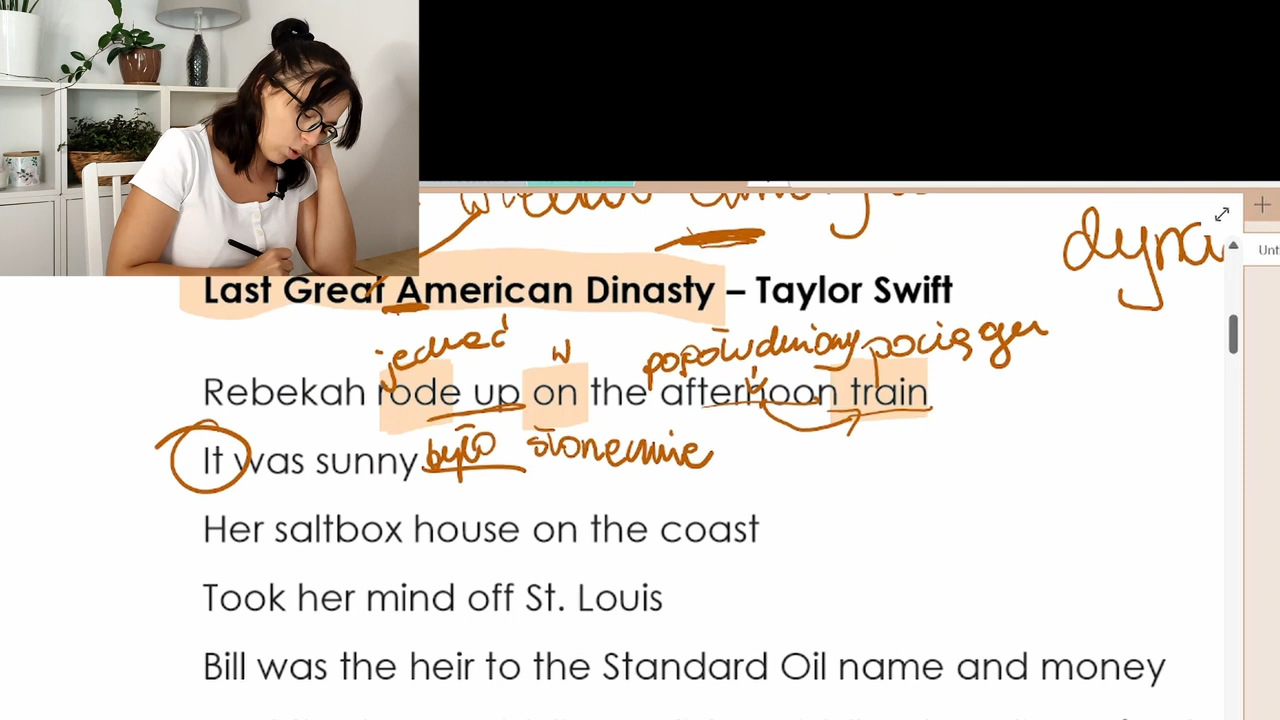 dyna
Last Great American Dinasty – Taylor Swift
jechać w popołudniowy pociągu
Rebekah rode up on the afternoon train
It was sunny było słonecznie
Her saltbox house on the coast
Took her mind off St. Louis
Bill was the heir to the Standard Oil name and money
Unt